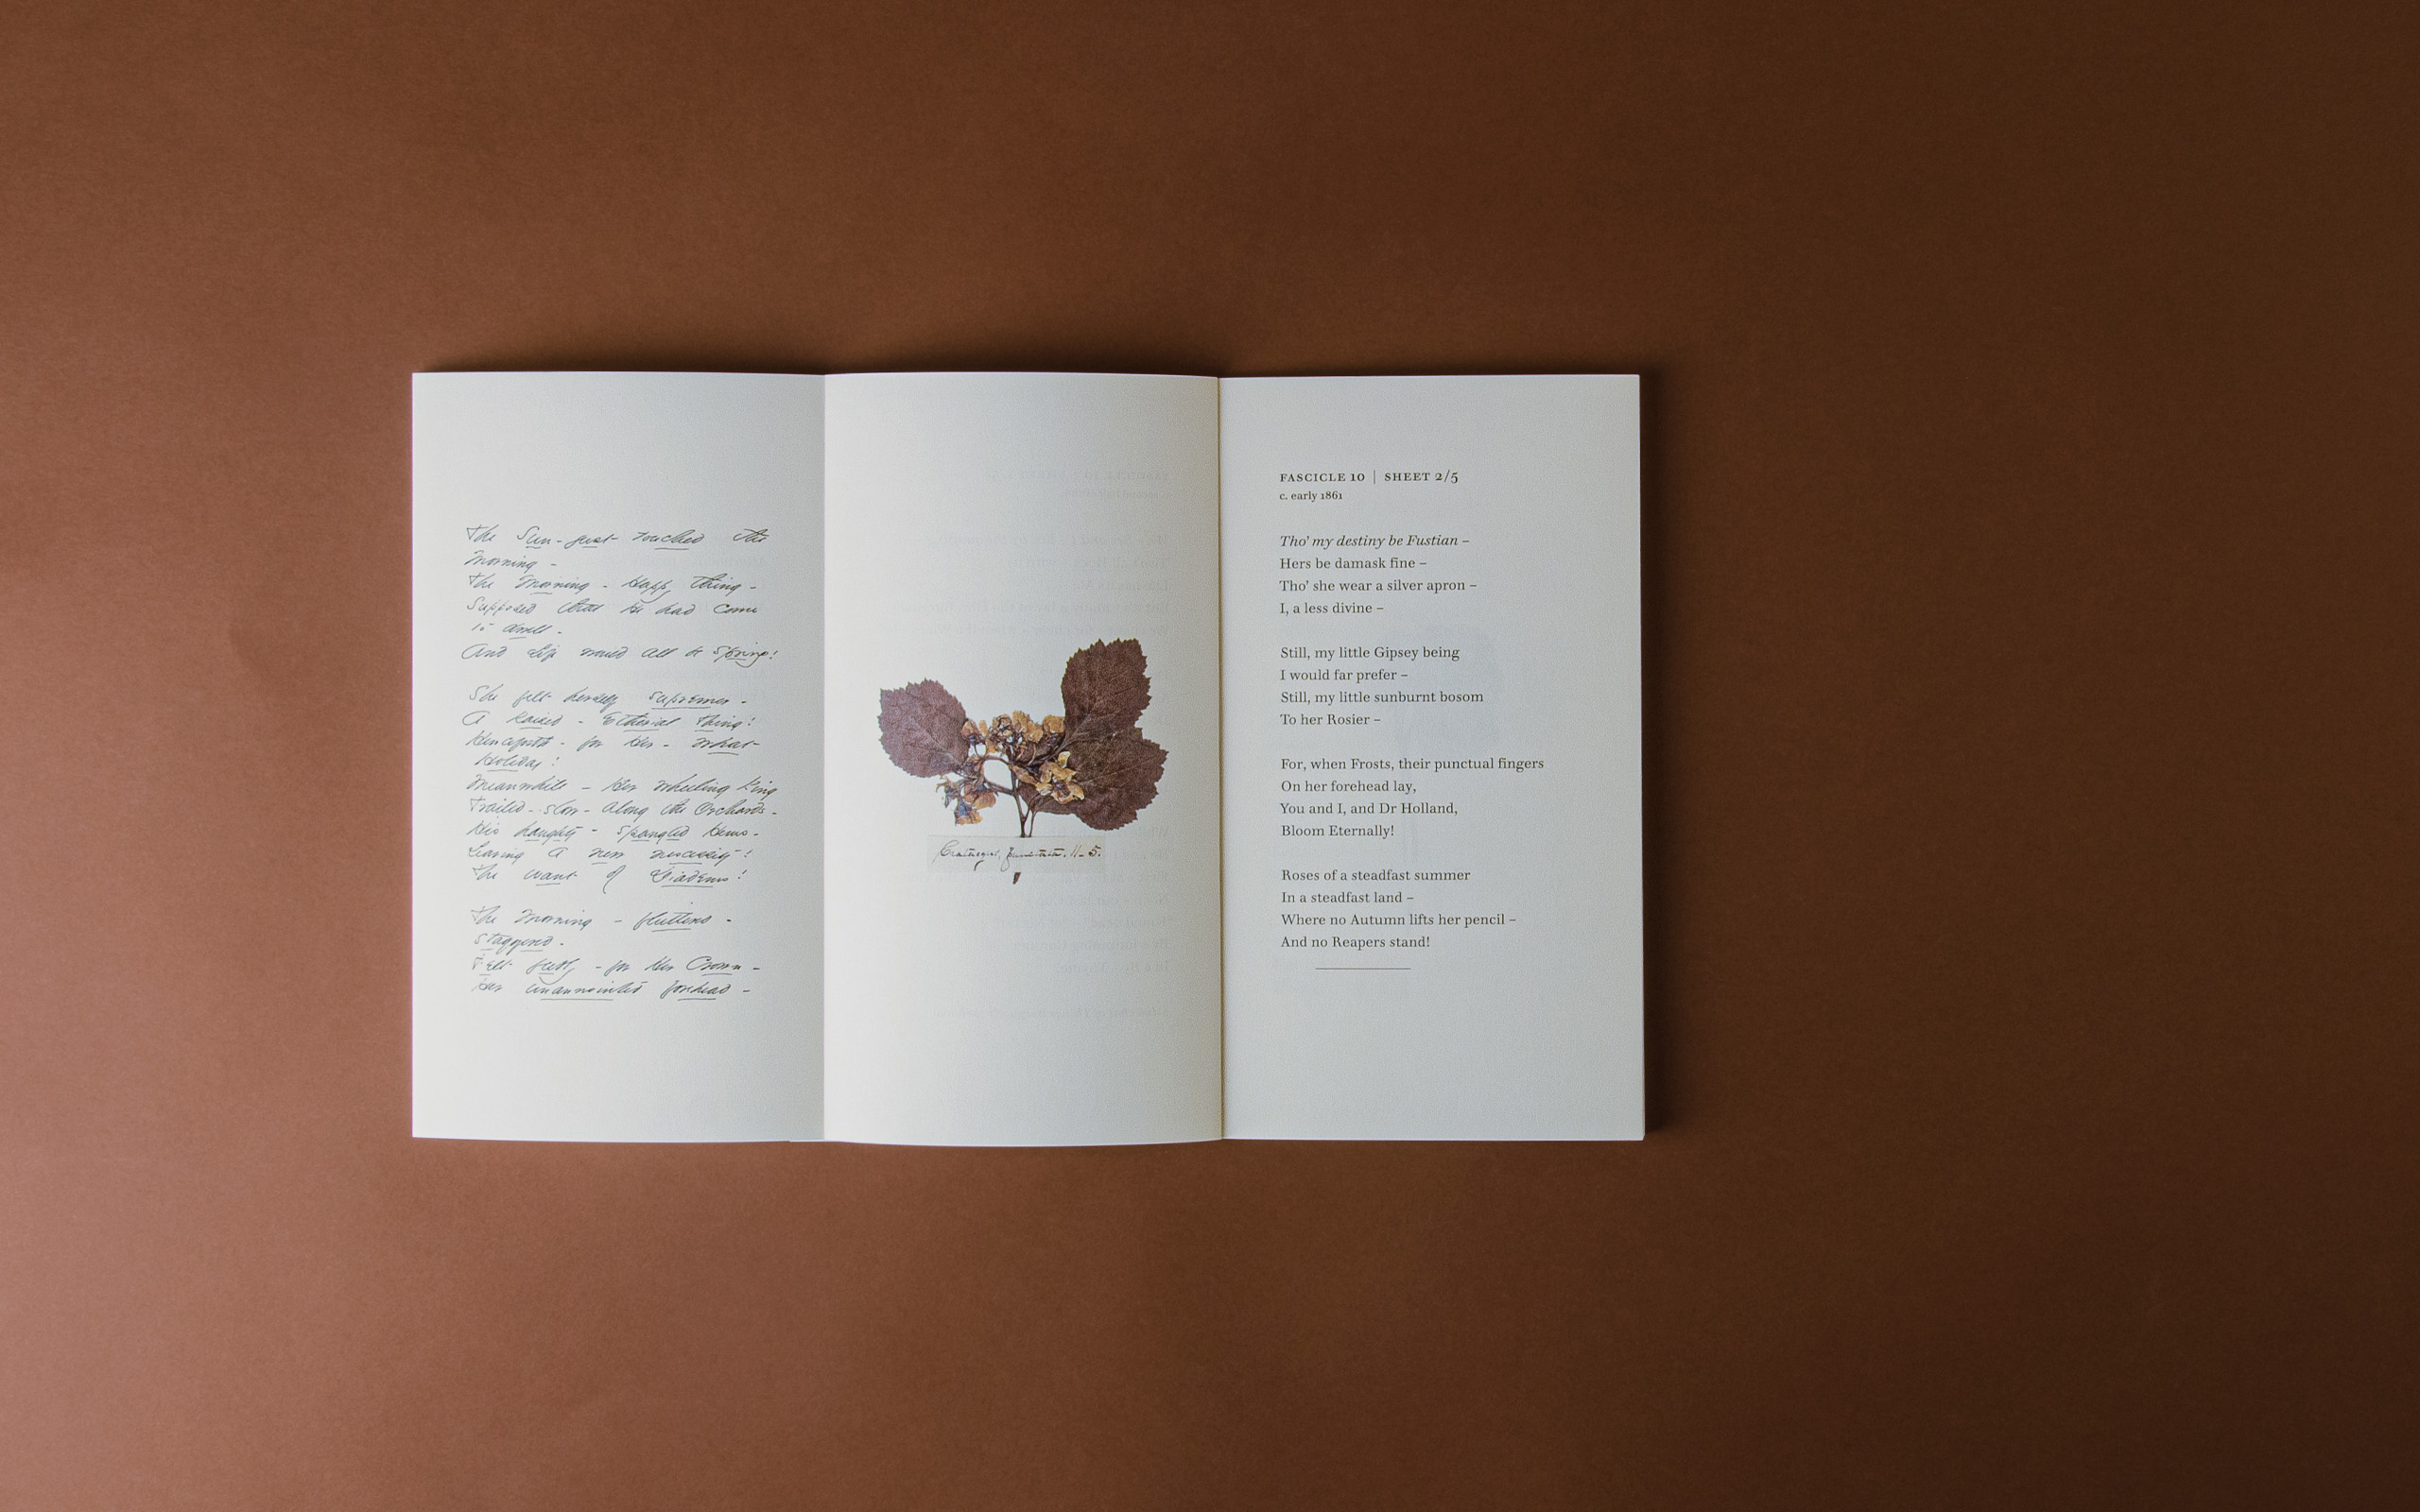 The Sun - just touched the
Morning -
The Morning - Happy thing -
Supposed that He had come
to dwell -
And Life would all be Spring!
She felt herself supremer -
A Raised - Etherial Thing!
Henceforth - for Her - What
Holiday!
Meanwhile - Her wheeling King
Trailed - slow - along the Orchards -
His haughty - spangled Hems -
Leaving a new necessity!
The want of Diadems!
The Morning - fluttered -
staggered -
Felt feebly - for Her Crown -
Her unannointed forehead -
Crataegus, 11-5.
FASCICLE 10 | SHEET 2/5
c. early 1861
Tho' my destiny be Fustian –
Hers be damask fine –
Tho' she wear a silver apron –
I, a less divine –
Still, my little Gipsey being
I would far prefer –
Still, my little sunburnt bosom
To her Rosier –
For, when Frosts, their punctual fingers
On her forehead lay,
You and I, and Dr Holland,
Bloom Eternally!
Roses of a steadfast summer
In a steadfast land –
Where no Autumn lifts her pencil –
And no Reapers stand!